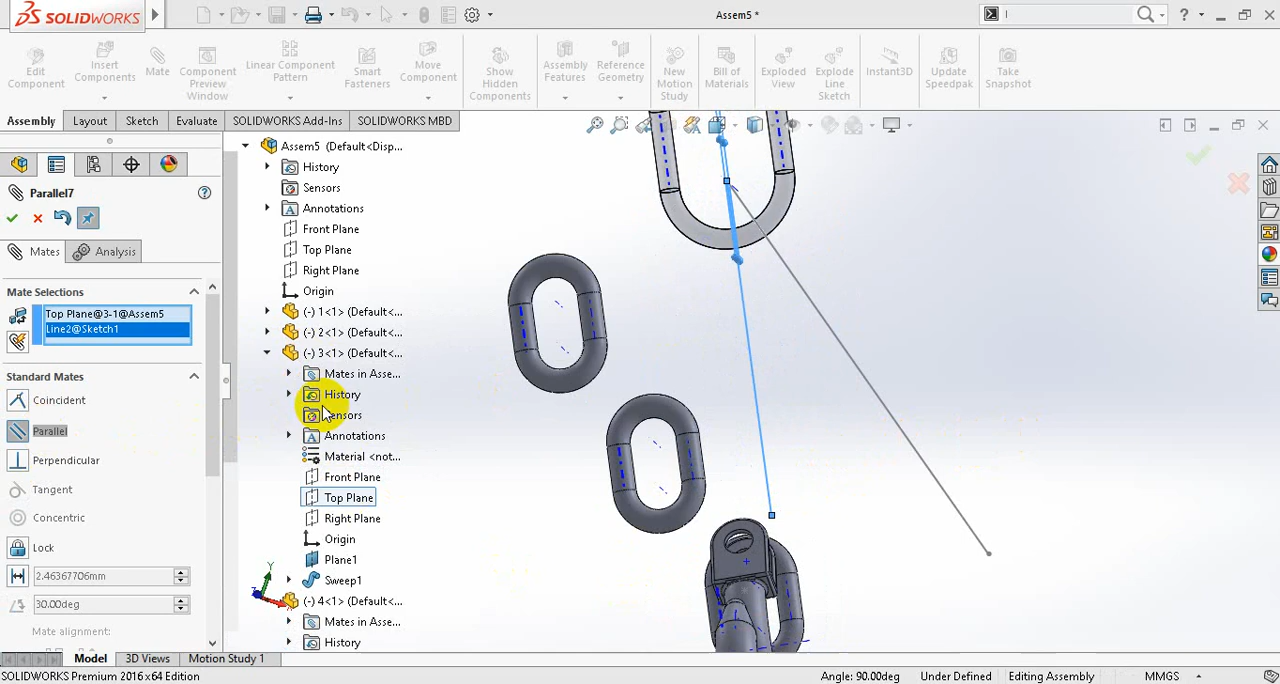 SOLIDWORKS
Assem5 *
Edit Component
Insert Components
Mate
Component Preview Window
Linear Component Pattern
Smart Fasteners
Move Component
Show Hidden Components
Assembly Features
Reference Geometry
New Motion Study
Bill of Materials
Exploded View
Explode Line Sketch
Instant3D
Update Speedpak
Take Snapshot
Assembly
Layout
Sketch
Evaluate
SOLIDWORKS Add-Ins
SOLIDWORKS MBD
Parallel7
Mates
Analysis
Mate Selections
Top Plane@3-1@Assem5
Line2@Sketch1
Standard Mates
Coincident
Parallel
Perpendicular
Tangent
Concentric
Lock
2.46367706mm
30.00deg
Mate alignment:
Assem5 (Default<Disp...
History
Sensors
Annotations
Front Plane
Top Plane
Right Plane
Origin
(-) 1<1> (Default<...
(-) 2<1> (Default<...
(-) 3<1> (Default<...
Mates in Asse...
History
Sensors
Annotations
Material <not...
Front Plane
Top Plane
Right Plane
Origin
Plane1
Sweep1
(-) 4<1> (Default<...
Mates in Asse...
History
Y
Model
3D Views
Motion Study 1
SOLIDWORKS Premium 2016 x64 Edition
Angle: 90.00deg
Under Defined
Editing Assembly
MMGS